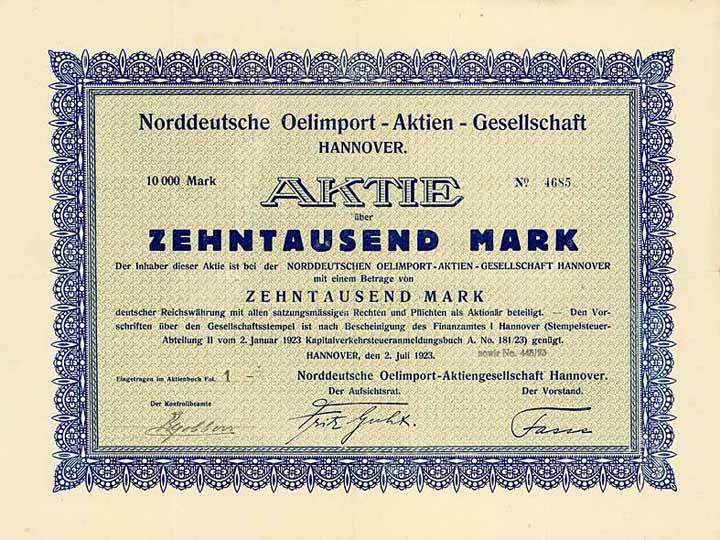 Norddeutsche Oelimport - Aktien - Gesellschaft
HANNOVER.
10 000 Mark
AKTIE
No 4685
über
ZEHNTAUSEND MARK
Der Inhaber dieser Aktie ist bei der NORDDEUTSCHEN OELIMPORT-AKTIEN-GESELLSCHAFT HANNOVER
mit einem Betrage von
ZEHNTAUSEND MARK
deutscher Reichswährung mit allen satzungsmässigen Rechten und Pflichten als Aktionär beteiligt. — Den Vor-
schriften über den Gesellschaftsstempel ist nach Bescheinigung des Finanzamtes I Hannover (Stempelsteuer-
Abteilung II vom 2. Januar 1923 Kapitalverkehrsteueranmeldungsbuch A. No. 181/23) genügt.
HANNOVER, den 2. Juli 1923.
sowie No. 448/23
Eingetragen im Aktienbuch Fol. 1 -
Norddeutsche Oelimport-Aktiengesellschaft Hannover.
Der Aufsichtsrat.
Der Vorstand.
Der Kontrollbeamte
Fritz